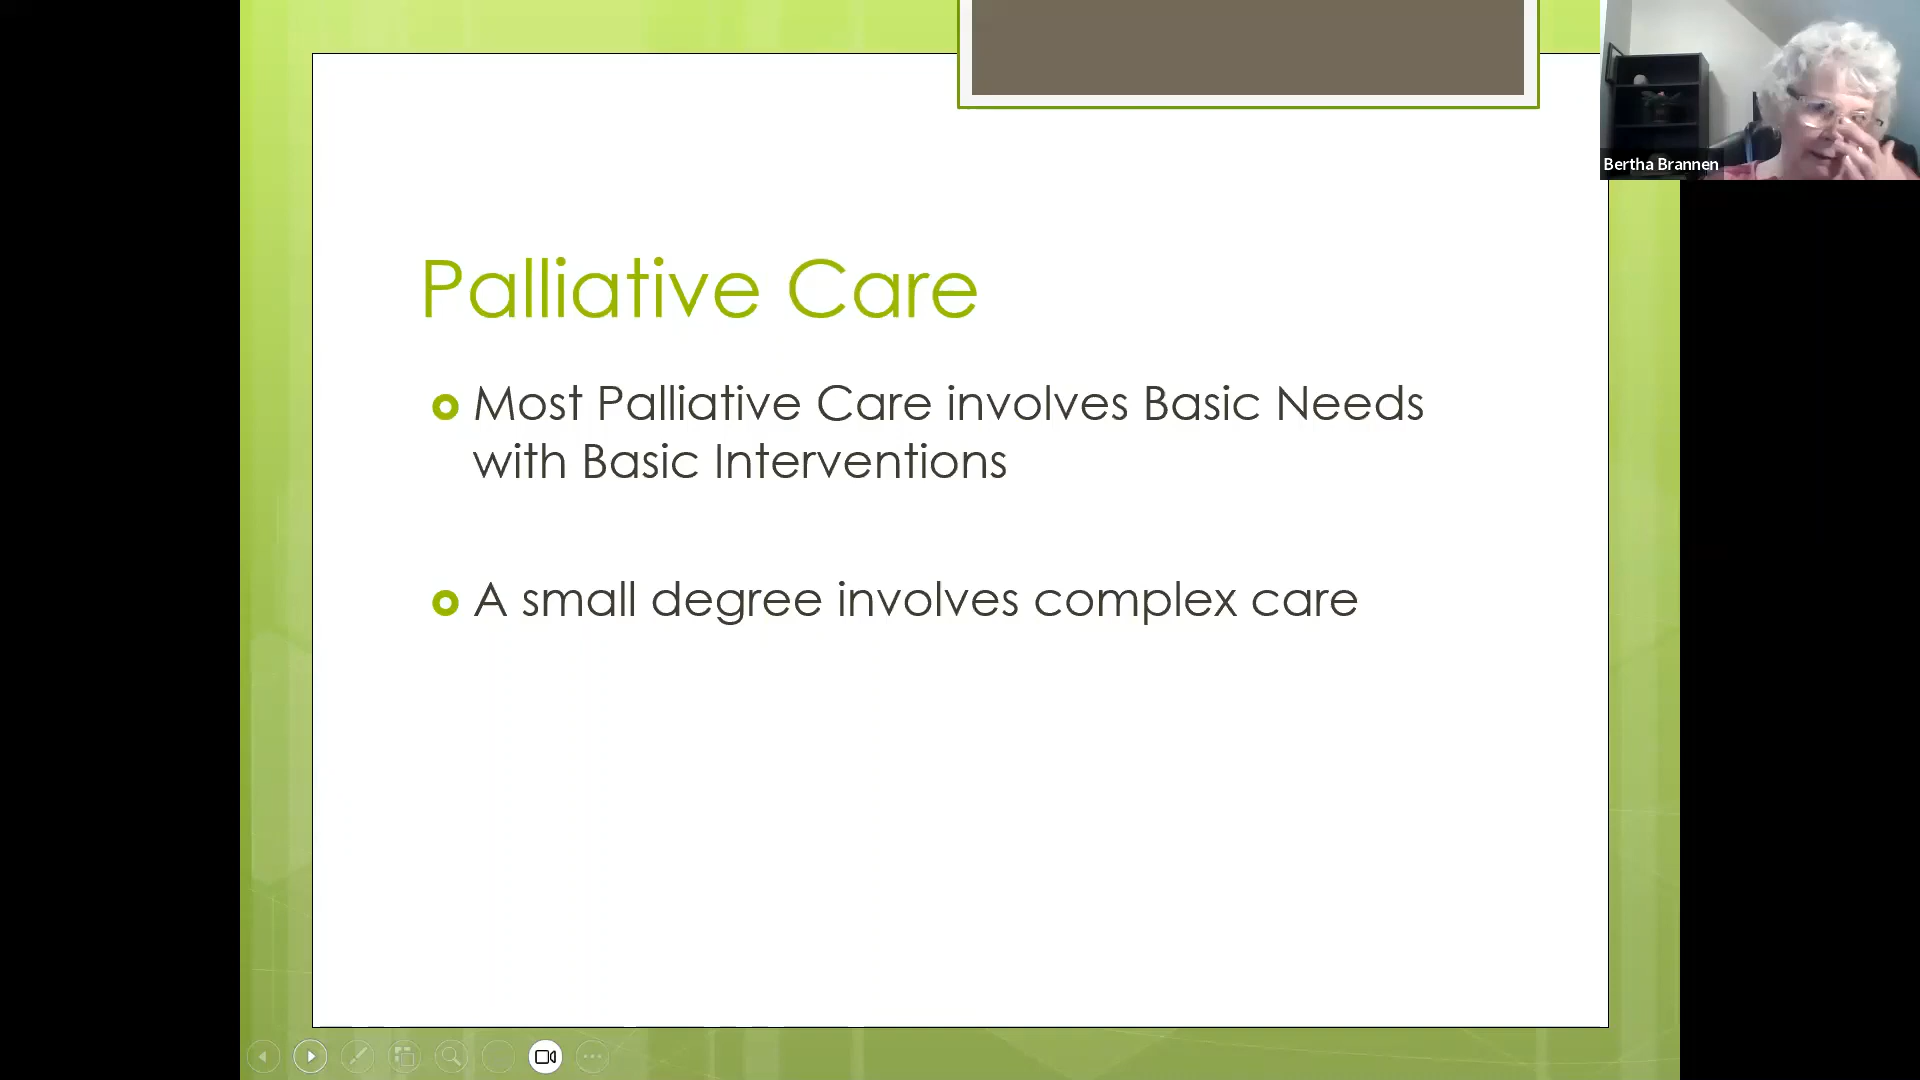 Bertha Brannen
Palliative Care
Most Palliative Care involves Basic Needs
with Basic Interventions
A small degree involves complex care